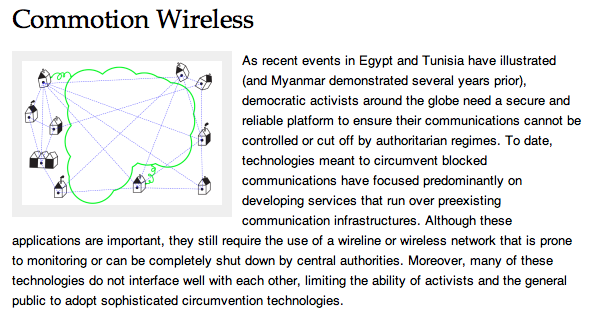 Commotion Wireless
As recent events in Egypt and Tunisia have illustrated
(and Myanmar demonstrated several years prior),
democratic activists around the globe need a secure and
reliable platform to ensure their communications cannot be
controlled or cut off by authoritarian regimes. To date,
technologies meant to circumvent blocked
communications have focused predominantly on
developing services that run over preexisting
communication infrastructures. Although these
applications are important, they still require the use of a wireline or wireless network that is prone
to monitoring or can be completely shut down by central authorities. Moreover, many of these
technologies do not interface well with each other, limiting the ability of activists and the general
public to adopt sophisticated circumvention technologies.